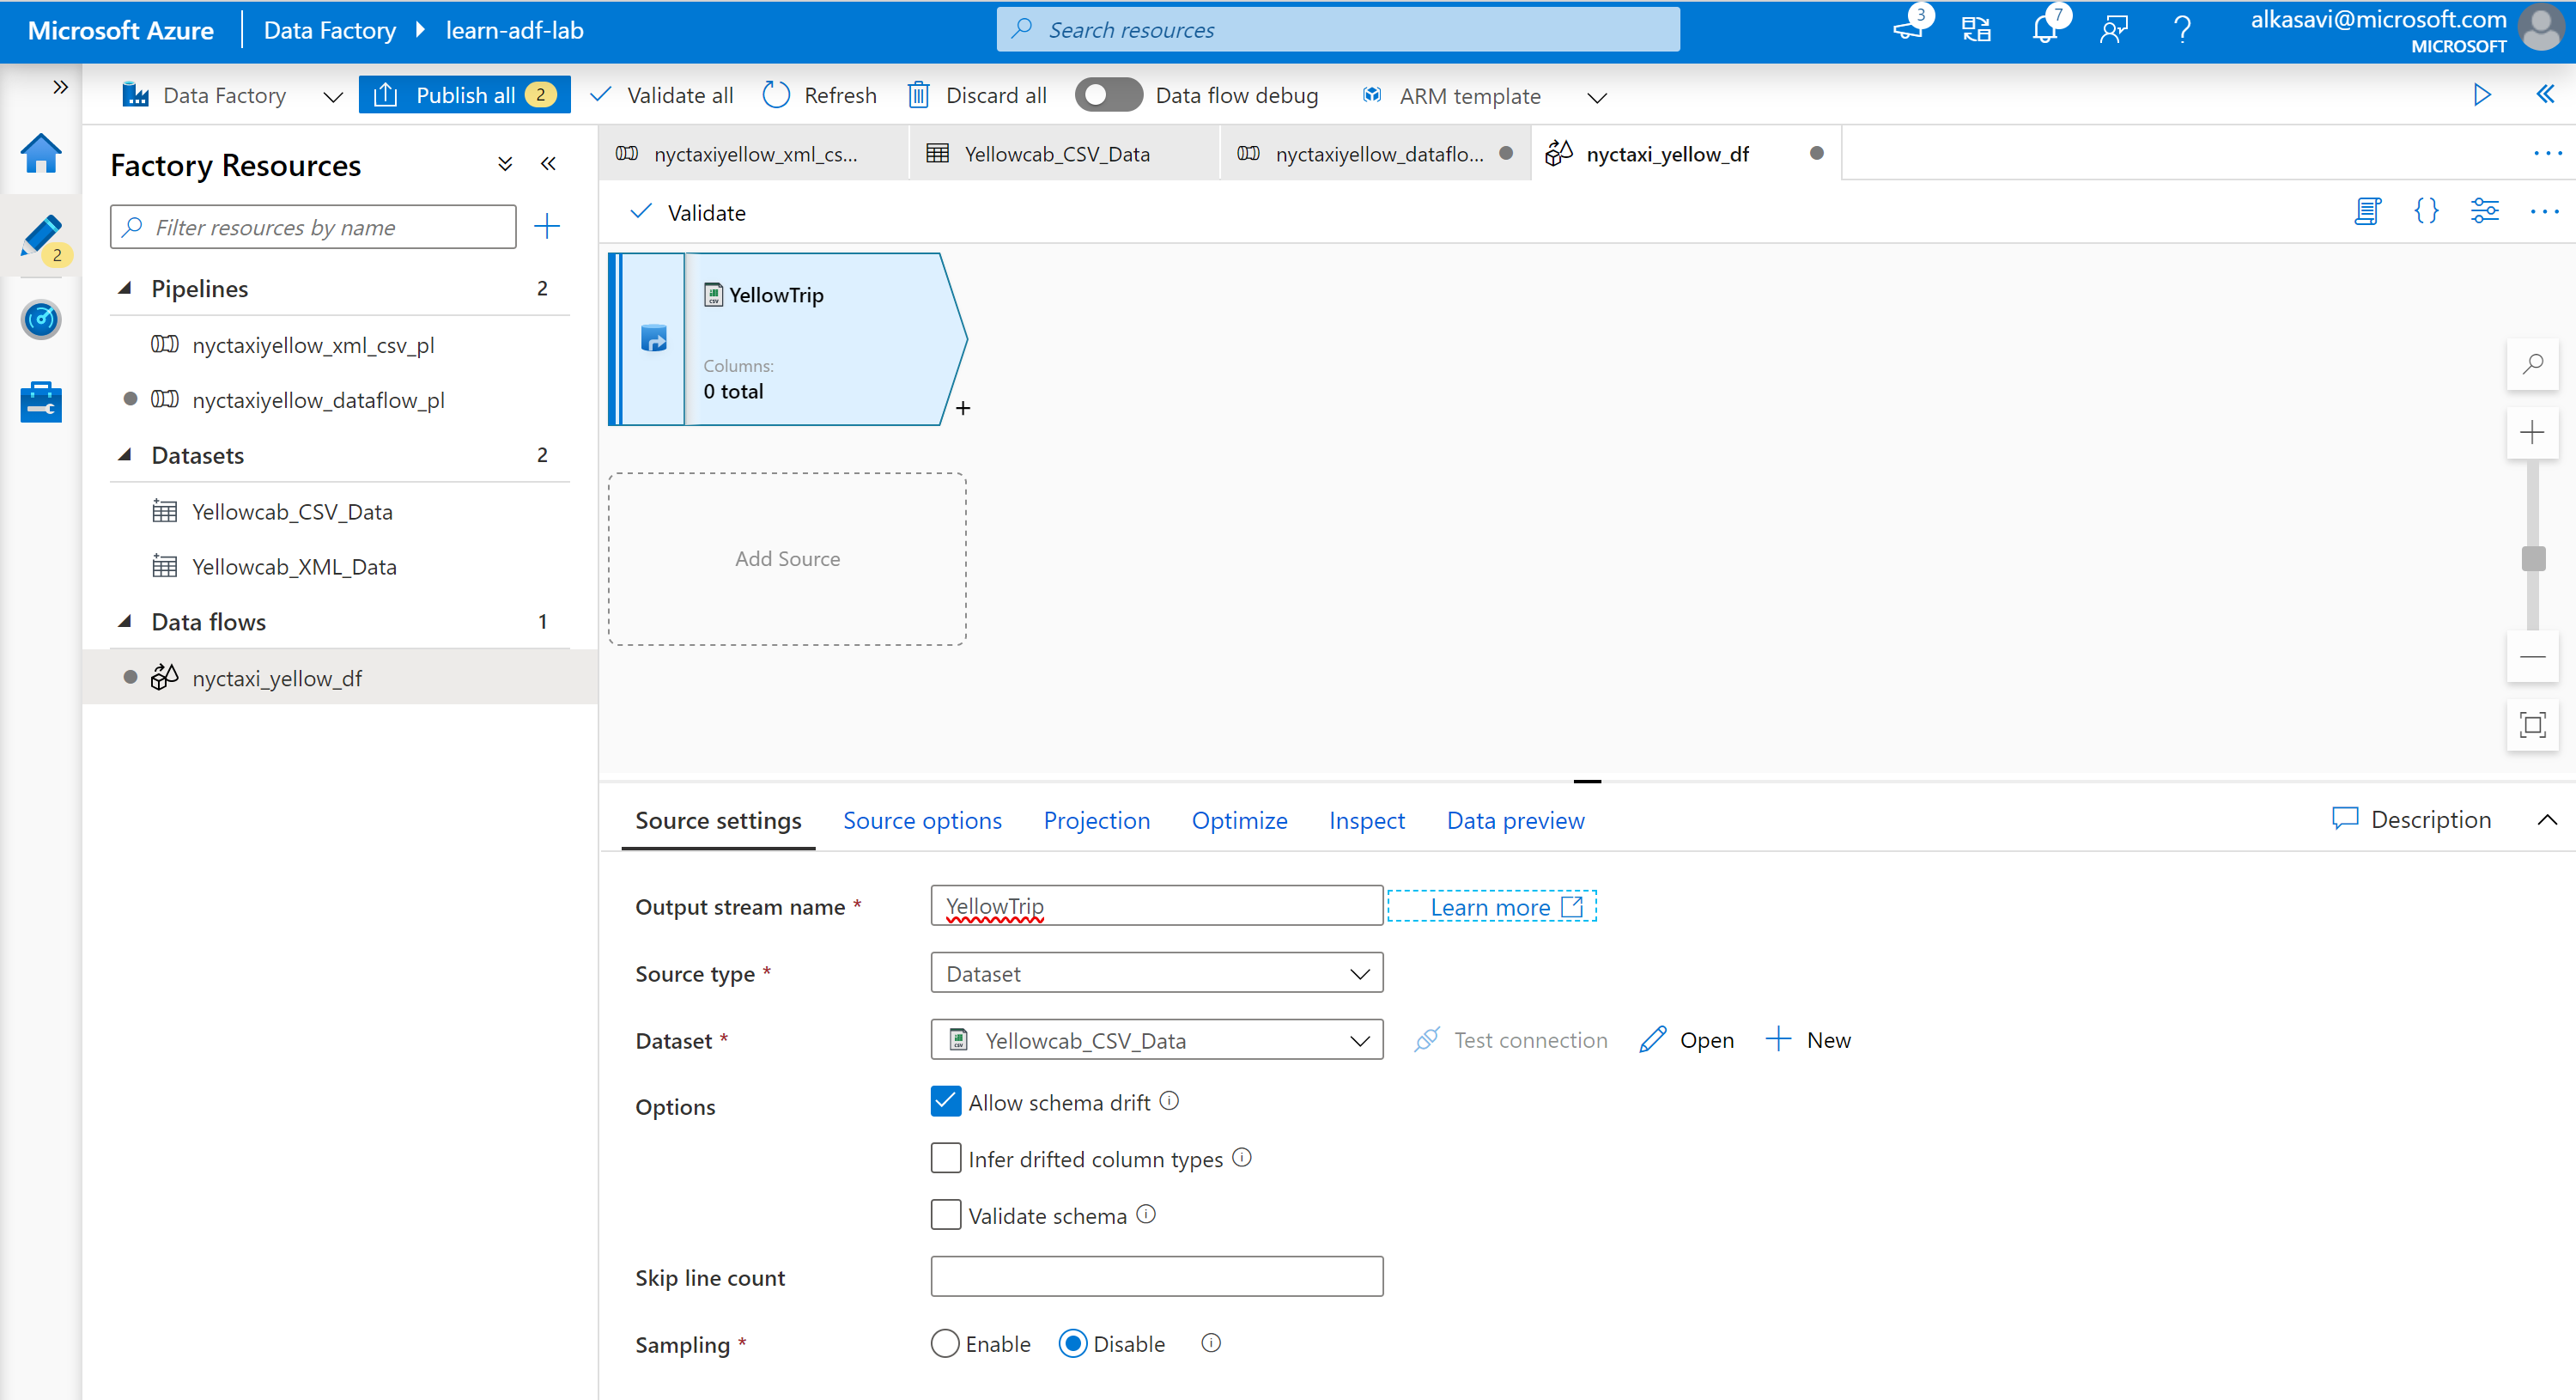 Microsoft Azure
Data Factory
learn-adf-lab
Search resources
3
7
alkasavi@microsoft.com
MICROSOFT
Data Factory
Publish all
2
Validate all
Refresh
Discard all
Data flow debug
ARM template
2
Factory Resources
Filter resources by name
Pipelines 2
nyctaxiyellow_xml_csv_pl
nyctaxiyellow_dataflow_pl
Datasets 2
Yellowcab_CSV_Data
Yellowcab_XML_Data
Data flows 1
nyctaxi_yellow_df
nyctaxiyellow_xml_cs...
Yellowcab_CSV_Data
nyctaxiyellow_dataflo...
nyctaxi_yellow_df
Validate
YellowTrip
Columns:
0 total
Add Source
Source settings
Source options
Projection
Optimize
Inspect
Data preview
Description
Output stream name * YellowTrip Learn more
Source type * Dataset
Dataset * Yellowcab_CSV_Data Test connection Open New
Options Allow schema drift
Infer drifted column types
Validate schema
Skip line count
Sampling * Enable Disable